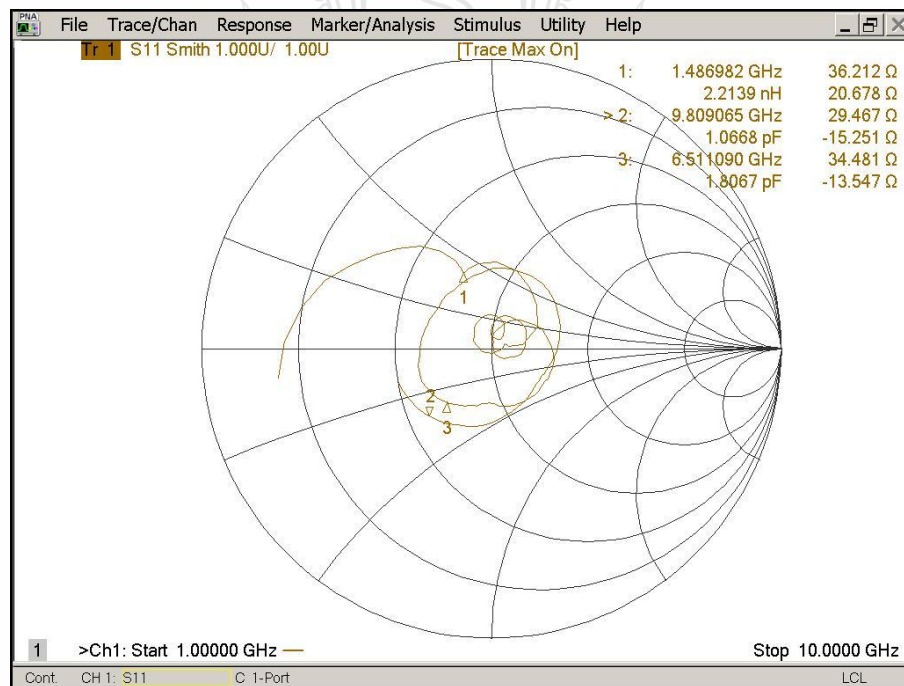 PNA File Trace/Chan Response Marker/Analysis Stimulus Utility Help
Tr 1 S11 Smith 1.000U/ 1.00U [Trace Max On]
1: 1.486982 GHz 36.212 Ω
2.2139 nH 20.678 Ω
> 2: 9.809065 GHz 29.467 Ω
1.0668 pF -15.251 Ω
3: 6.511090 GHz 34.481 Ω
1.8067 pF -13.547 Ω
1
2
3
1 >Ch1: Start 1.00000 GHz Stop 10.0000 GHz
Cont. CH 1: S11 C 1-Port LCL